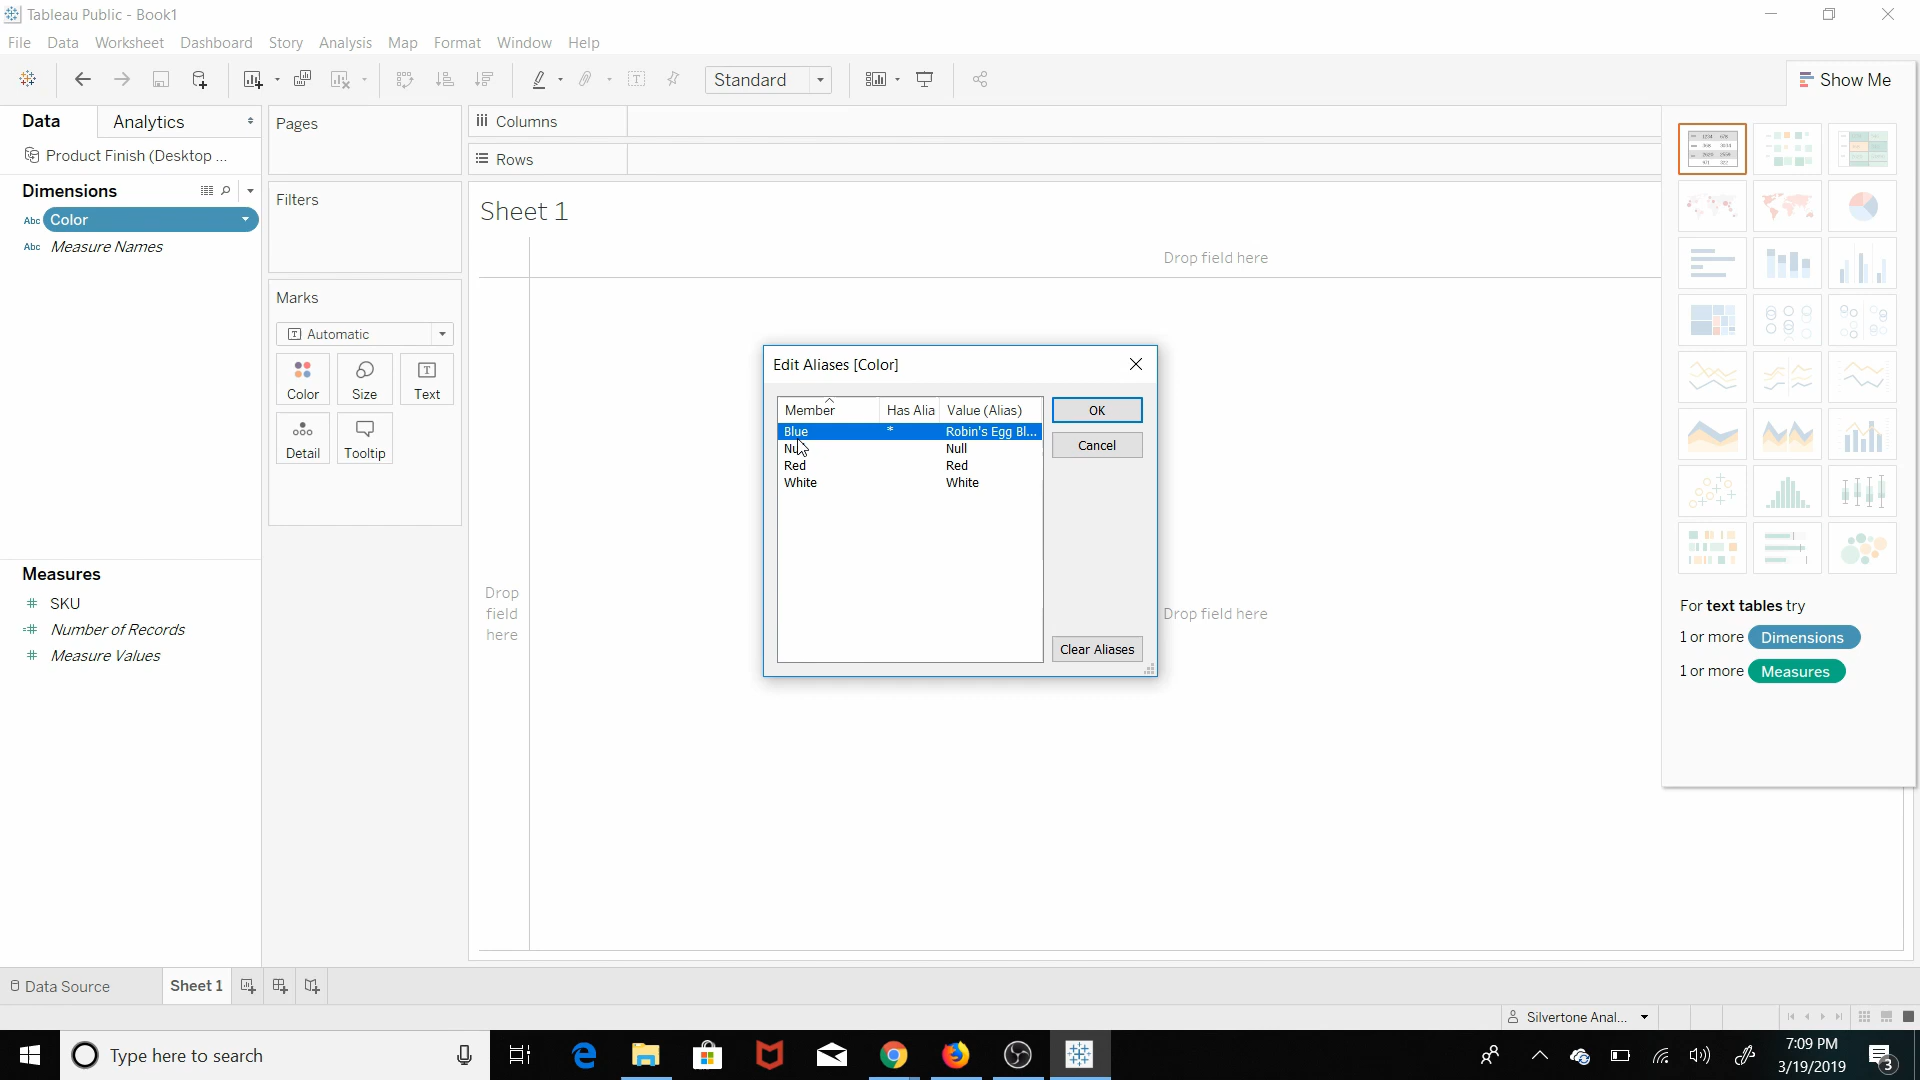 Tableau Public - Book1
File Data Worksheet Dashboard Story Analysis Map Format Window Help
Standard
Show Me
Data Analytics
Product Finish (Desktop ...
Dimensions
Abc Color
Abc Measure Names
Measures
# SKU
=# Number of Records
# Measure Values
Pages
Filters
Marks
T Automatic
Color Size T Text
Detail Tooltip
iii Columns
Rows
Sheet 1
Drop field here
Drop
field
here
Drop field here
Edit Aliases [Color]
Member Has Alia Value (Alias)
Blue * Robin's Egg Bl...
Null
Red Red
White White
OK
Cancel
Clear Aliases
For text tables try
1 or more Dimensions
1 or more Measures
Data Source Sheet 1
Silvertone Anal...
Type here to search
7:09 PM
3/19/2019
3